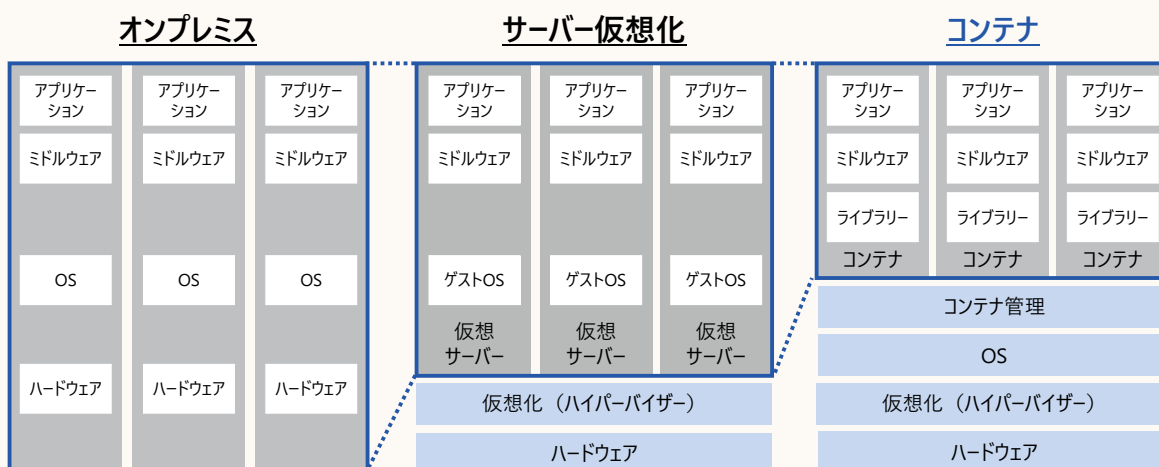 オンプレミス
サーバー仮想化
コンテナ
アプリケー
ション
アプリケー
ション
アプリケー
ション
ミドルウェア
ミドルウェア
ミドルウェア
OS
OS
OS
ハードウェア
ハードウェア
ハードウェア
アプリケー
ション
アプリケー
ション
アプリケー
ション
ミドルウェア
ミドルウェア
ミドルウェア
ゲストOS
ゲストOS
ゲストOS
仮想
サーバー
仮想
サーバー
仮想
サーバー
仮想化（ハイパーバイザー）
ハードウェア
アプリケー
ション
アプリケー
ション
アプリケー
ション
ミドルウェア
ミドルウェア
ミドルウェア
ライブラリー
ライブラリー
ライブラリー
コンテナ
コンテナ
コンテナ
コンテナ管理
OS
仮想化（ハイパーバイザー）
ハードウェア